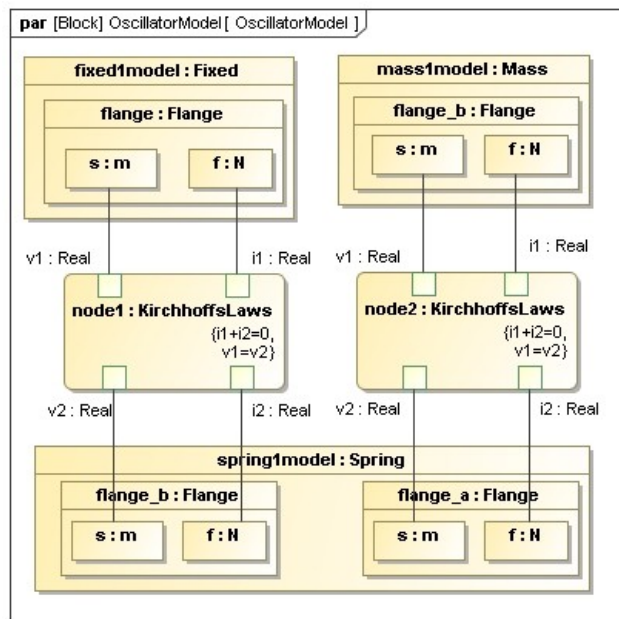 par [Block] OscillatorModel[ OscillatorModel ]
fixed1model : Fixed
mass1model : Mass
flange : Flange
flange_b : Flange
s : m
f : N
s : m
f : N
v1 : Real
i1 : Real
v1 : Real
i1 : Real
node1 : KirchhoffsLaws
{i1+i2=0,
v1=v2}
node2 : KirchhoffsLaws
{i1+i2=0,
v1=v2}
v2 : Real
i2 : Real
v2 : Real
i2 : Real
spring1model : Spring
flange_b : Flange
flange_a : Flange
s : m
f : N
s : m
f : N